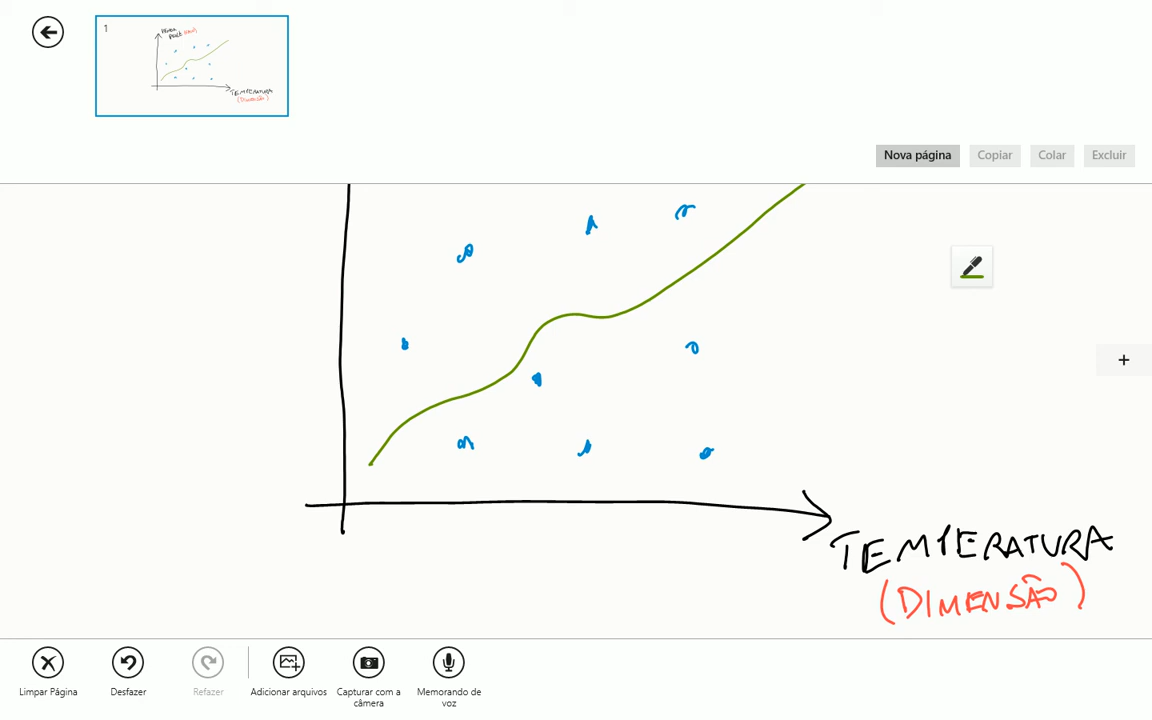 1
Nova página
Copiar
Colar
Excluir
TEMPERATURA
(DIMENSÃO)
Limpar Página
Desfazer
Refazer
Adicionar arquivos
Capturar com a
câmera
Memorando de
voz